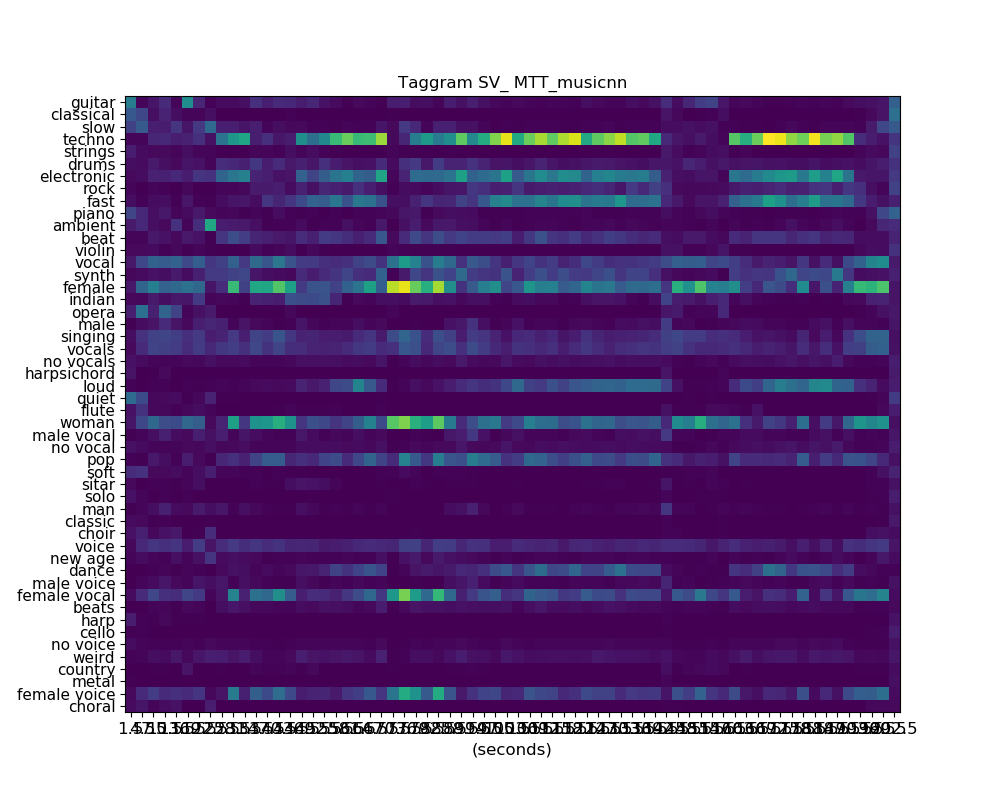 Taggram SV_ MTT_musicnn
guitar
classical
slow
techno
strings
drums
electronic
rock
fast
piano
ambient
beat
violin
vocal
synth
female
indian
opera
male
singing
vocals
no vocals
harpsichord
loud
quiet
flute
woman
male vocal
no vocal
pop
soft
sitar
solo
man
classic
choir
voice
new age
dance
male voice
female vocal
beats
harp
cello
no voice
weird
country
metal
female voice
choral
(seconds)